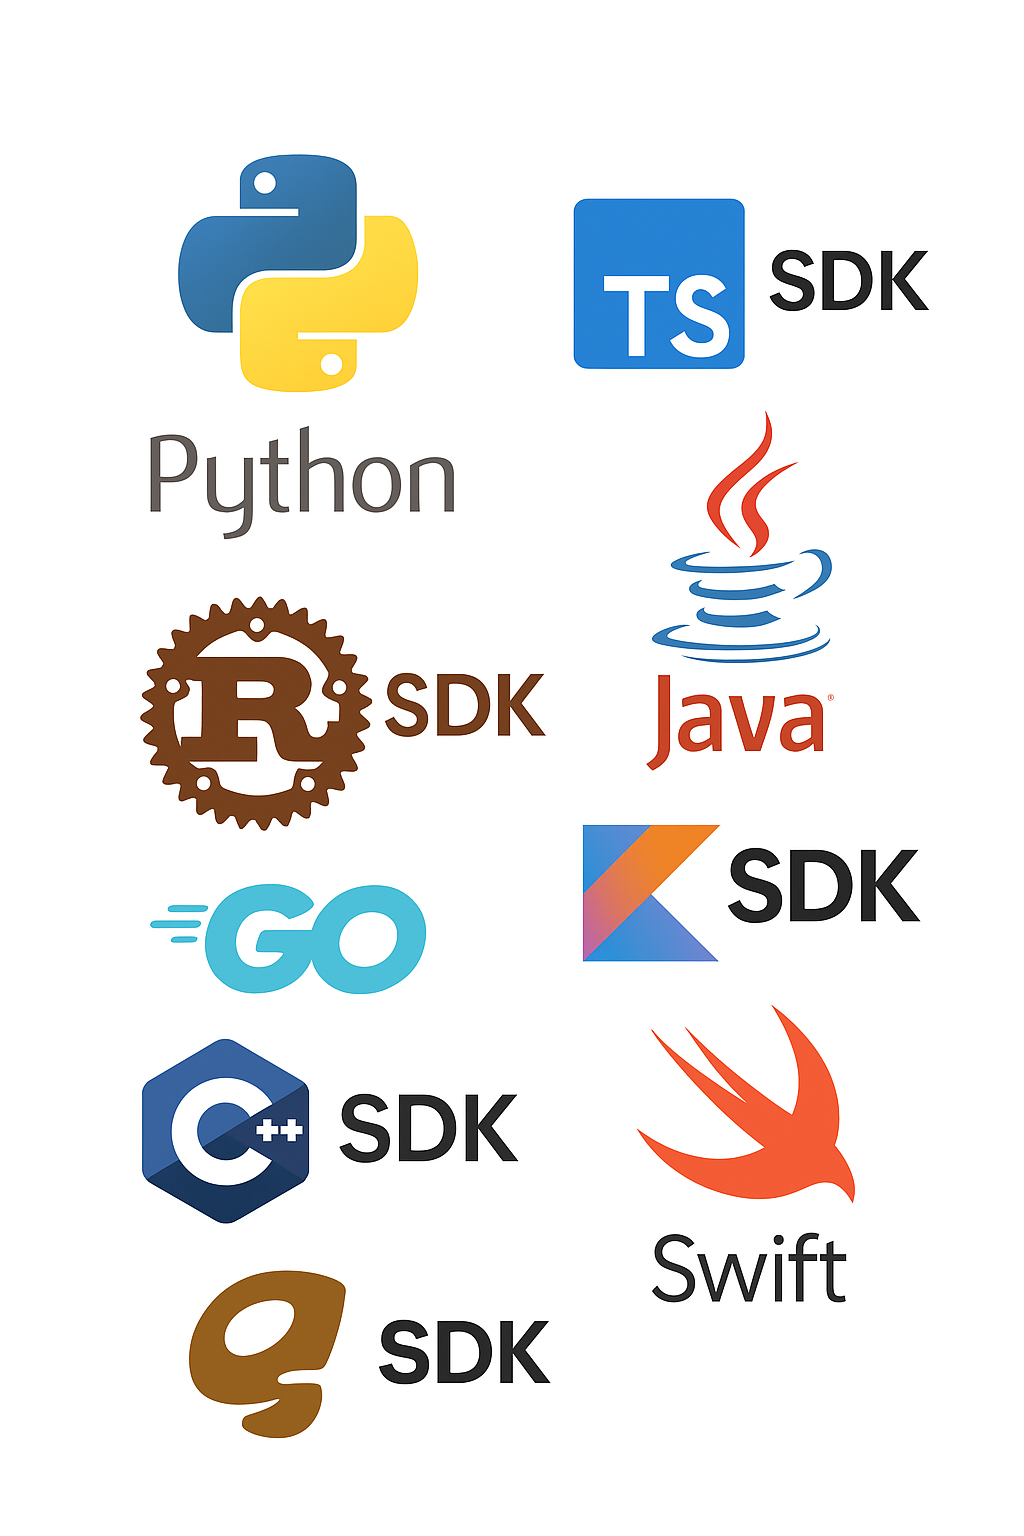 TS SDK
Python
Java®
R SDK
SDK
GO
C++ SDK
Swift
g SDK